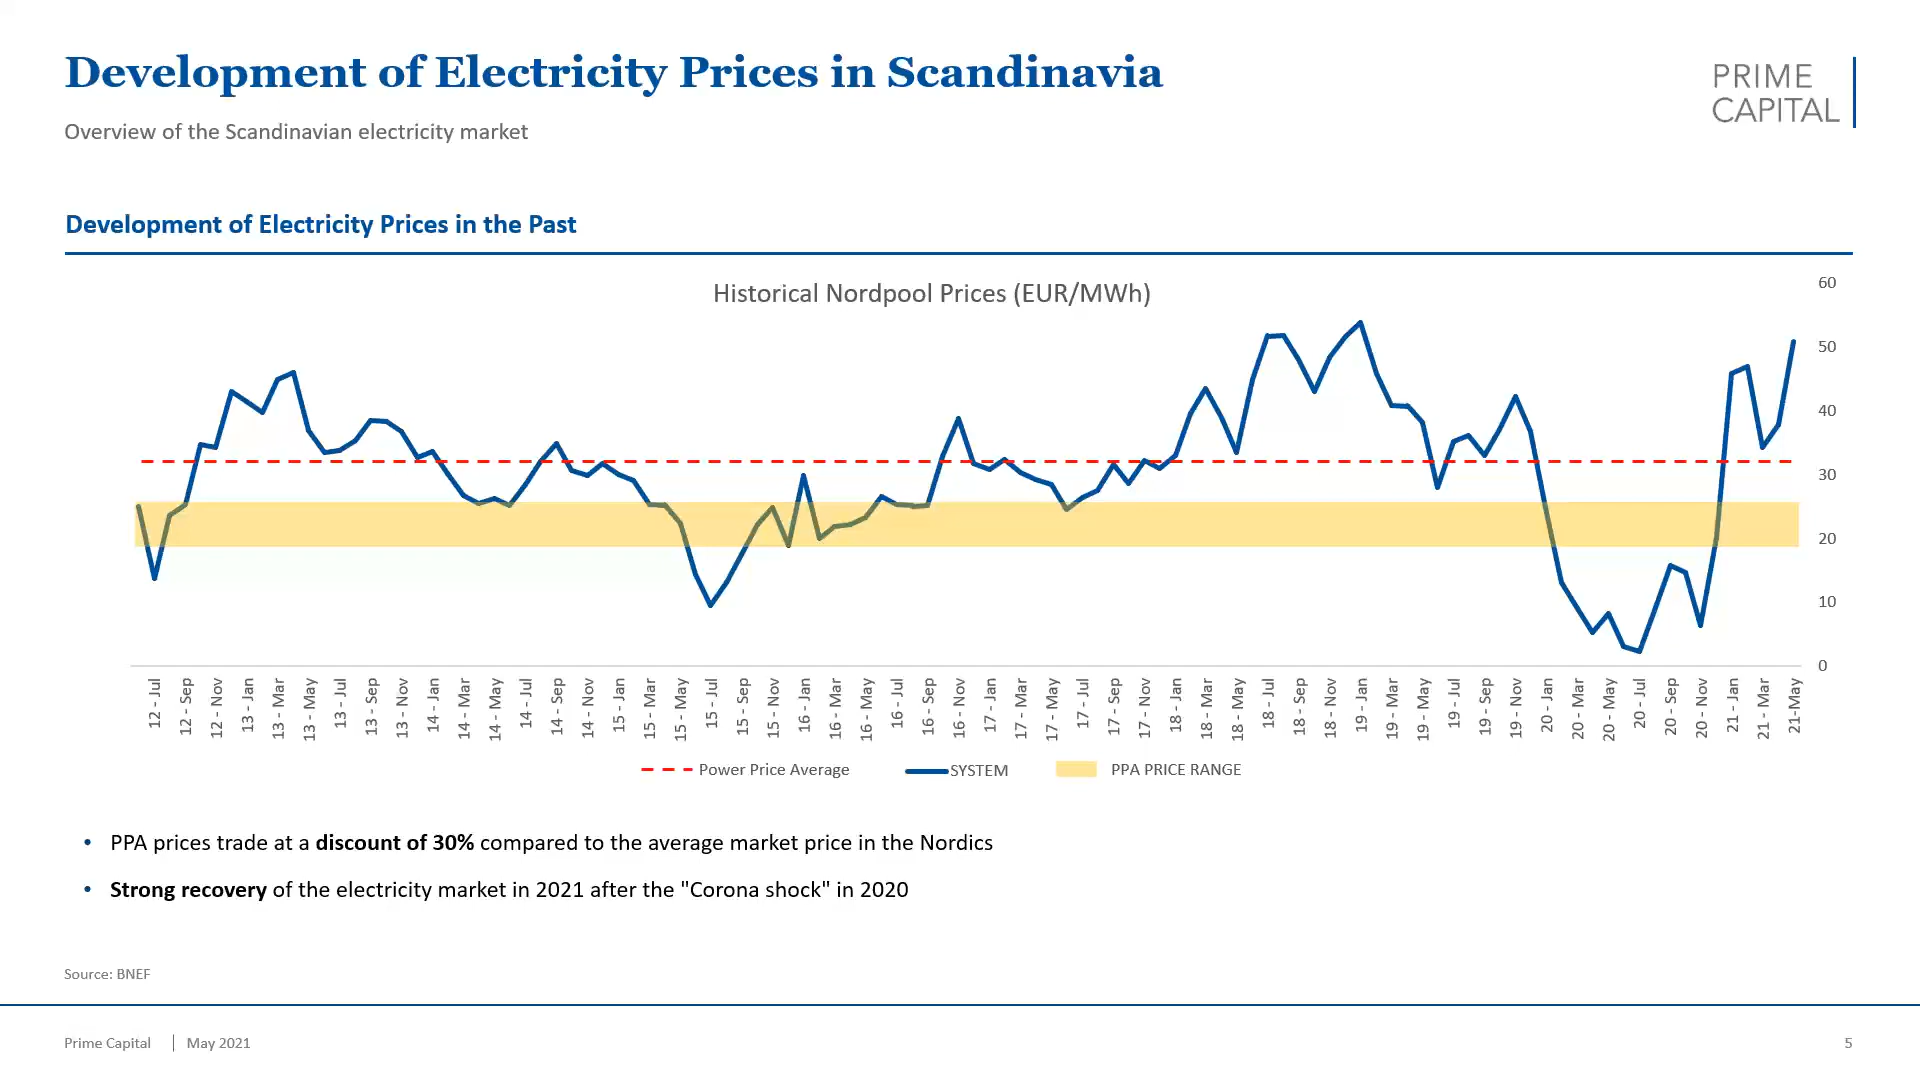 Development of Electricity Prices in Scandinavia
PRIME
CAPITAL
Overview of the Scandinavian electricity market
Development of Electricity Prices in the Past
Historical Nordpool Prices (EUR/MWh)
60
50
40
30
20
10
0
12 - Jul
12 - Sep
12 - Nov
13 - Jan
13 - Mar
13 - May
13 - Jul
13 - Sep
13 - Nov
14 - Jan
14 - Mar
14 - May
14 - Jul
14 - Sep
14 - Nov
15 - Jan
15 - Mar
15 - May
15 - Jul
15 - Sep
15 - Nov
16 - Jan
16 - Mar
16 - May
16 - Jul
16 - Sep
16 - Nov
17 - Jan
17 - Mar
17 - May
17 - Jul
17 - Sep
17 - Nov
18 - Jan
18 - Mar
18 - May
18 - Jul
18 - Sep
18 - Nov
19 - Jan
19 - Mar
19 - May
19 - Jul
19 - Sep
19 - Nov
20 - Jan
20 - Mar
20 - May
20 - Jul
20 - Sep
20 - Nov
21 - Jan
21 - Mar
21-May
Power Price Average
SYSTEM
PPA PRICE RANGE
• PPA prices trade at a discount of 30% compared to the average market price in the Nordics
• Strong recovery of the electricity market in 2021 after the "Corona shock" in 2020
Source: BNEF
Prime Capital | May 2021
5